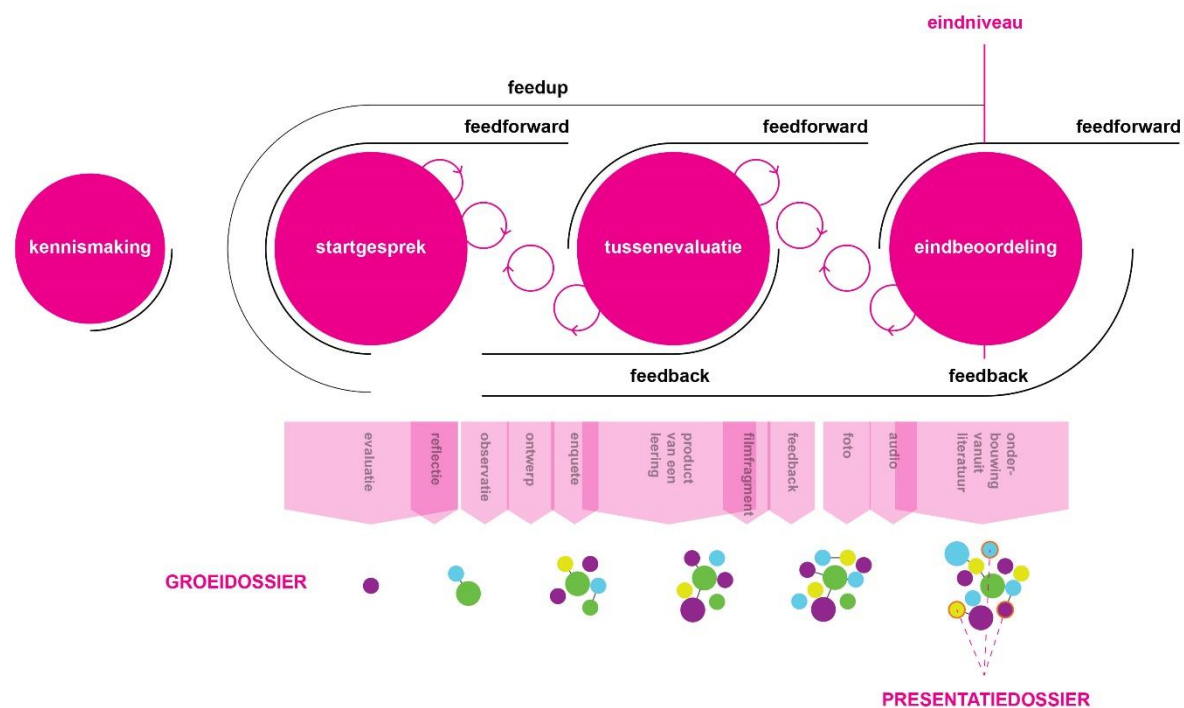 eindniveau
feedup
feedforward
feedforward
feedforward
kennismaking
startgesprek
tussenevaluatie
eindbeoordeling
feedback
feedback
evaluatie
reflectie
observatie
ontwerp
enquete
product
van een
leering
filmfragment
feedback
foto
audio
onder-
bouwing
vanuit
literatuur
GROEIDOSSIER
PRESENTATIEDOSSIER